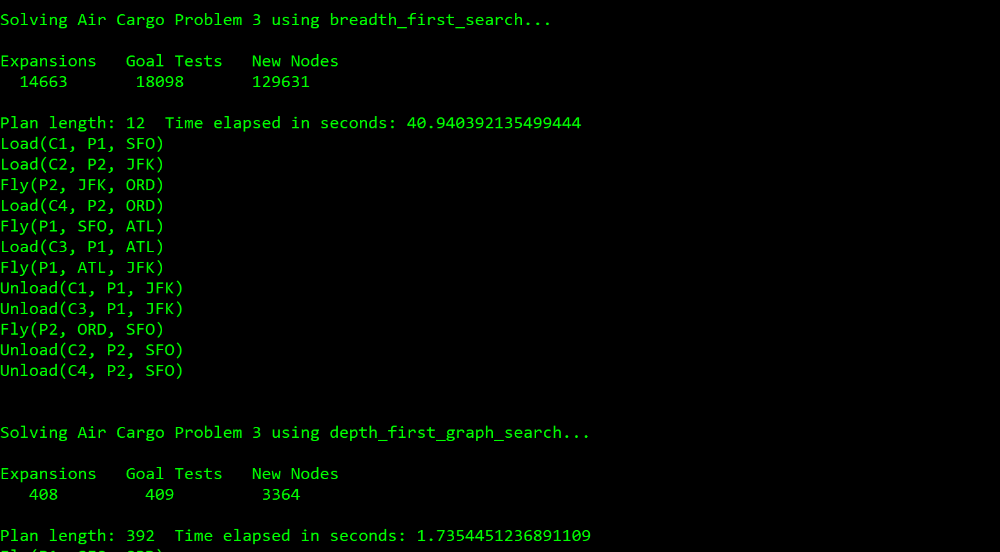 Solving Air Cargo Problem 3 using breadth_first_search...
Expansions   Goal Tests   New Nodes
14663       18098       129631
Plan length: 12  Time elapsed in seconds: 40.940392135499444
Load(C1, P1, SFO)
Load(C2, P2, JFK)
Fly(P2, JFK, ORD)
Load(C4, P2, ORD)
Fly(P1, SFO, ATL)
Load(C3, P1, ATL)
Fly(P1, ATL, JFK)
Unload(C1, P1, JFK)
Unload(C3, P1, JFK)
Fly(P2, ORD, SFO)
Unload(C2, P2, SFO)
Unload(C4, P2, SFO)
Solving Air Cargo Problem 3 using depth_first_graph_search...
Expansions   Goal Tests   New Nodes
408         409         3364
Plan length: 392  Time elapsed in seconds: 1.7354451236891109